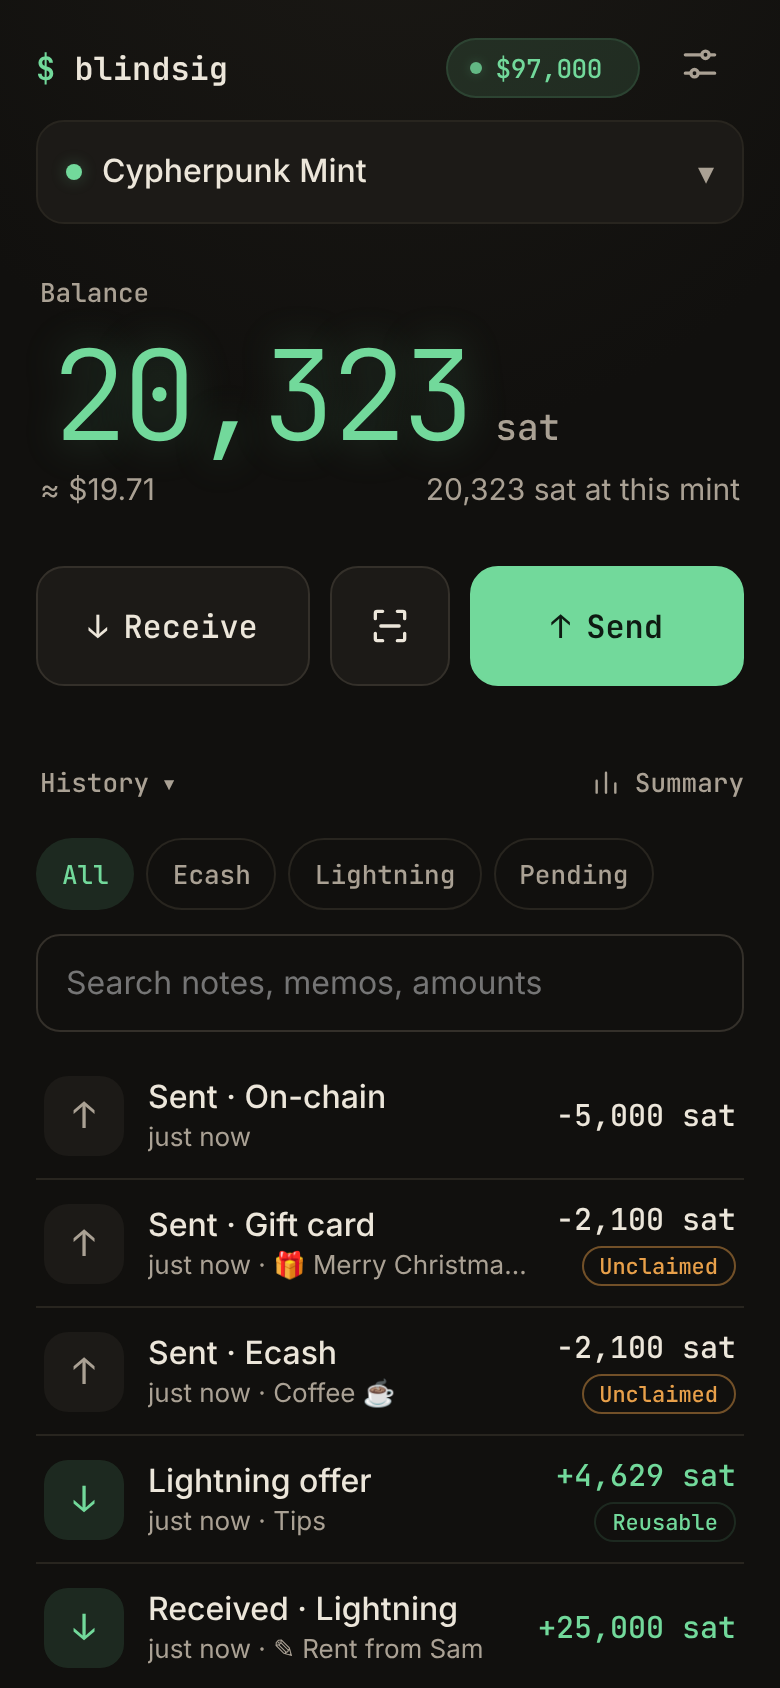 $ blindsig
$97,000
Cypherpunk Mint ▾
Balance
20,323 sat
≈ $19.71
20,323 sat at this mint
↓ Receive
↑ Send
History ▾
Summary
All
Ecash
Lightning
Pending
Search notes, memos, amounts
Sent · On-chain
just now
-5,000 sat
Sent · Gift card
just now · 🎁 Merry Christma...
-2,100 sat
Unclaimed
Sent · Ecash
just now · Coffee ☕
-2,100 sat
Unclaimed
Lightning offer
just now · Tips
+4,629 sat
Reusable
Received · Lightning
just now · ✎ Rent from Sam
+25,000 sat